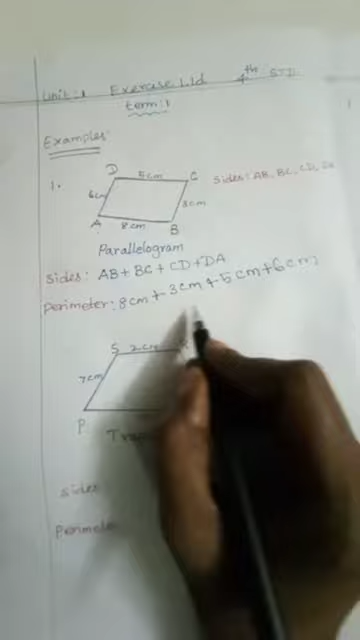 Unit:1 Exercise 1.1d 4th STD
term:1
Examples:
1.
D 5cm C
sides: AB, BC, CD, DA
6cm 3cm
A 8cm B
Parallelogram
sides: AB+BC+CD+DA
Perimeter: 8cm+3cm+5cm+6cm
S 2cm
7cm
P
sides
Perimeter